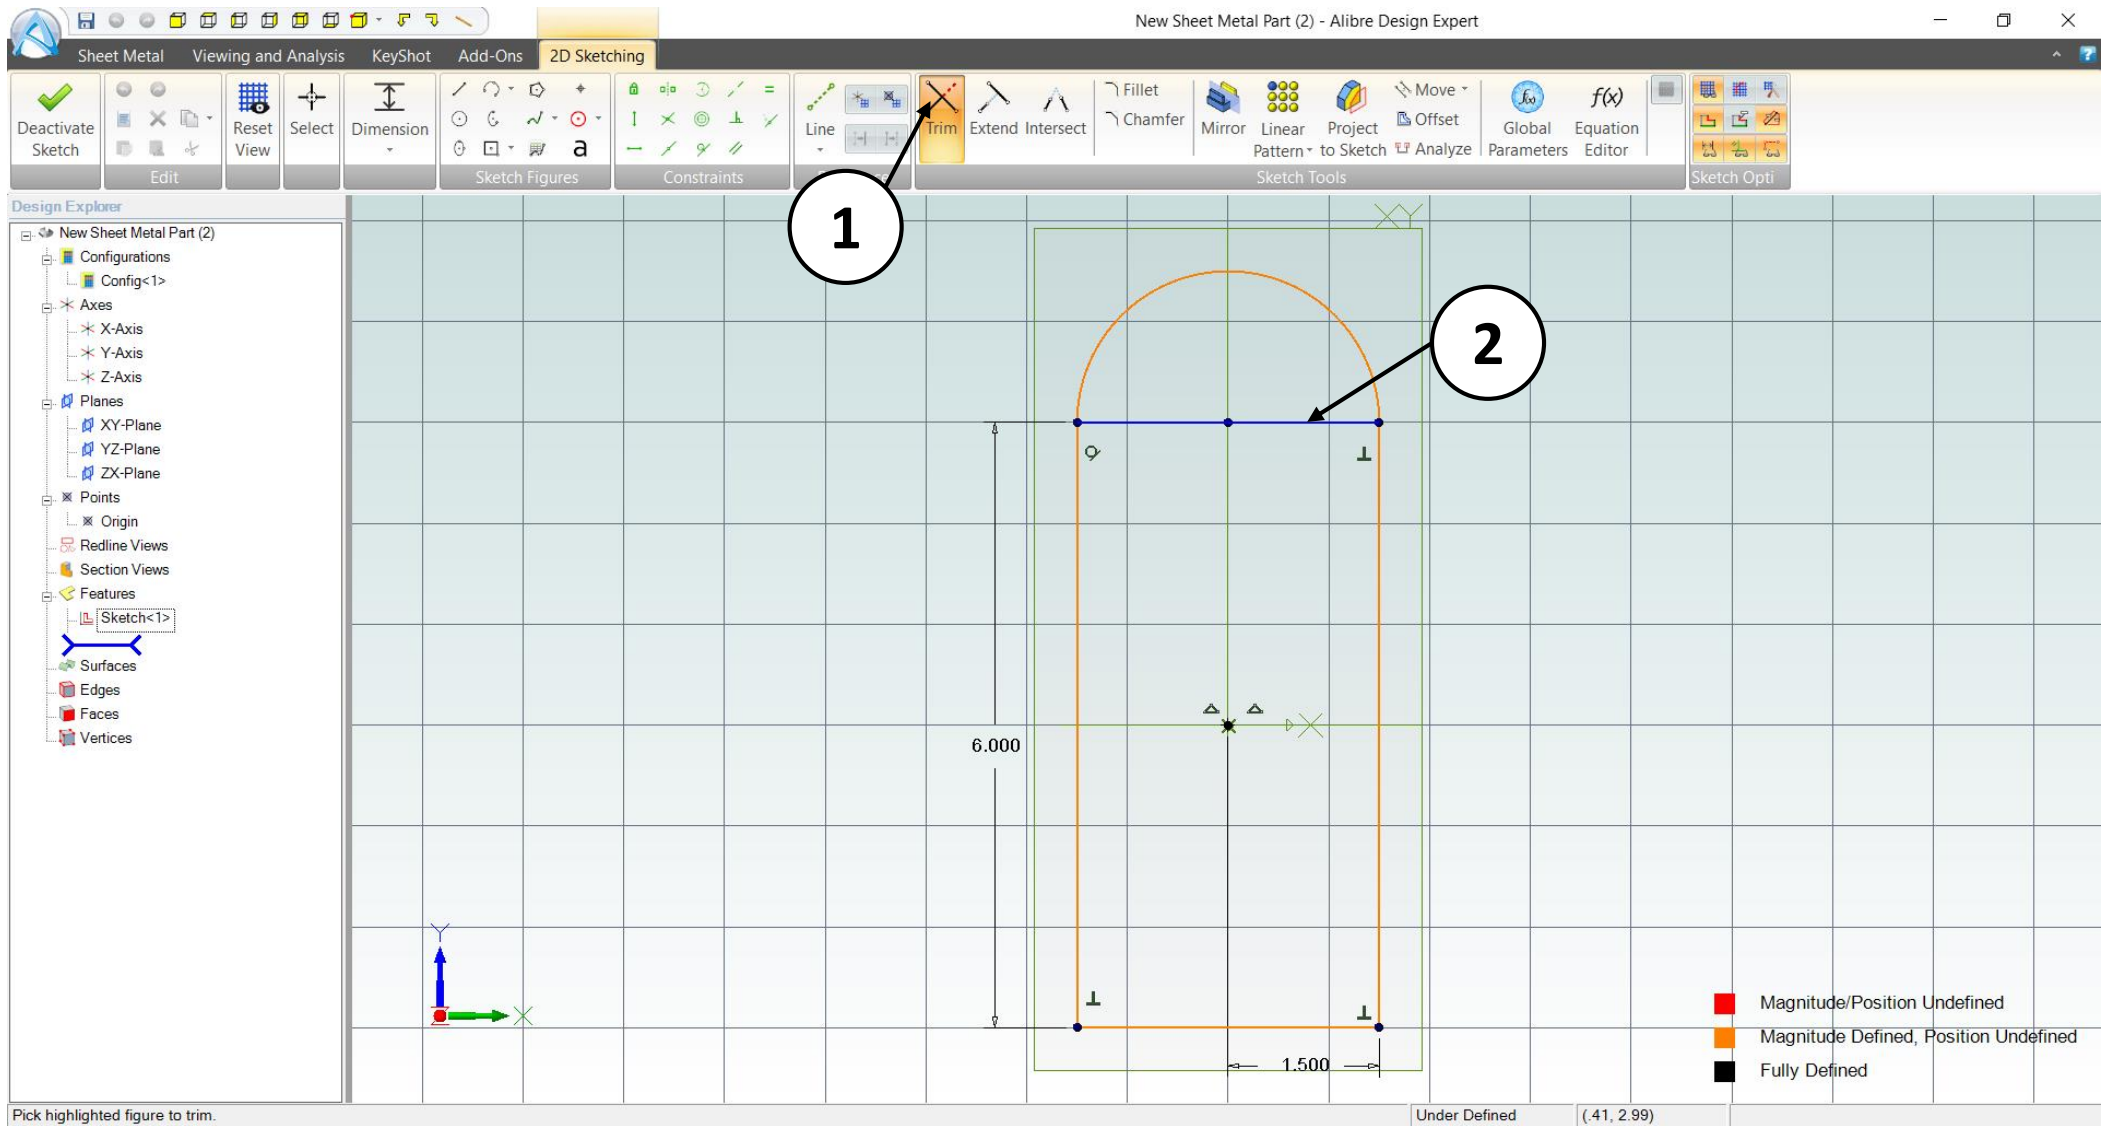 New Sheet Metal Part (2) - Alibre Design Expert
Sheet Metal Viewing and Analysis KeyShot Add-Ons 2D Sketching
Deactivate Sketch
Edit
Reset View
Select
Dimension
a
Sketch Figures
Constraints
Line
Trim Extend Intersect
Fillet
Chamfer
Mirror
Linear Pattern
Project to Sketch
Move
Offset
Analyze
Global Parameters
f(x)
Equation Editor
Sketch Tools
Sketch Opti
Design Explorer
New Sheet Metal Part (2)
Configurations
Config<1>
Axes
X-Axis
Y-Axis
Z-Axis
Planes
XY-Plane
YZ-Plane
ZX-Plane
Points
Origin
Redline Views
Section Views
Features
Sketch<1>
Surfaces
Edges
Faces
Vertices
1
XY
2
6.000
X
1.500
Y
X
Magnitude/Position Undefined
Magnitude Defined, Position Undefined
Fully Defined
Pick highlighted figure to trim.
Under Defined
(.41, 2.99)